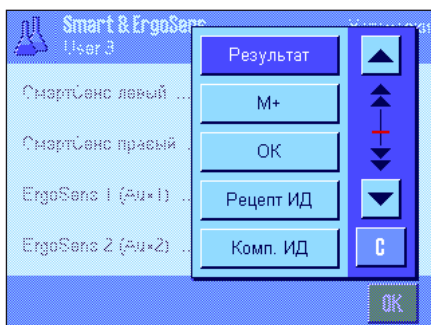 Smart & ErgoSens
User 3
СмартСенс левый ...
СмартСенс правый .
ErgoSens 1 (Aux1) ..
ErgoSens 2 (Aux2) ..
Результат
M+
OK
Рецепт ИД
Комп. ИД
C
OK